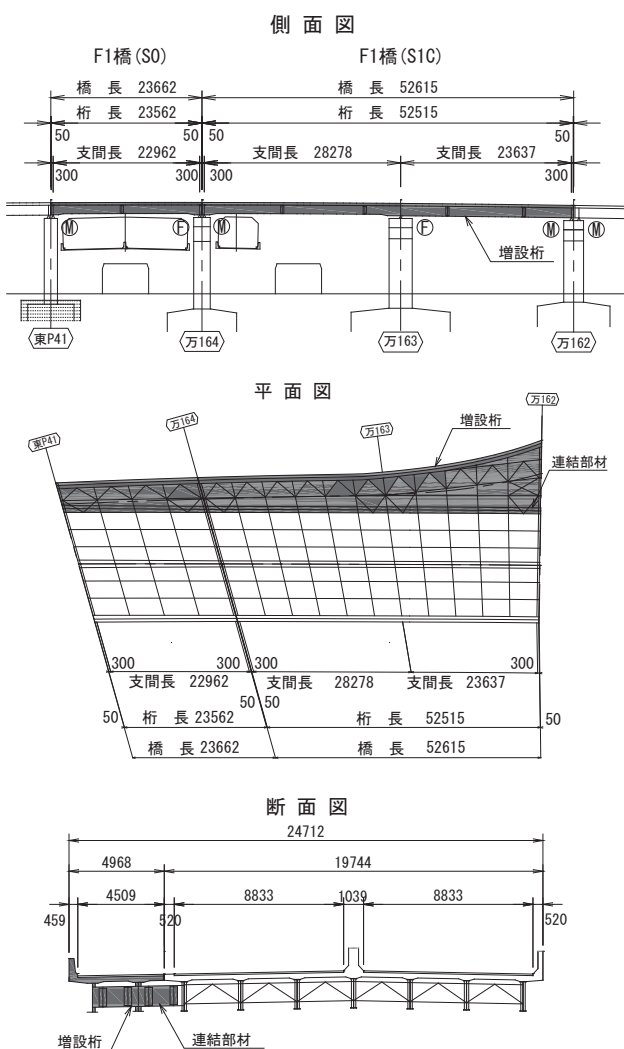 側面図
F1橋(S0) F1橋(S1C)
橋 長 23662 橋 長 52615
桁 長 23562 桁 長 52515
50 50 50 50
支間長 22962 支間長 28278 支間長 23637
300 300 300 300
M F M F M M
増設桁
東P41 万164 万163 万162
平面図
東P41 万164 万163 万162
増設桁
連結部材
300 300 300 300
支間長 22962 支間長 28278 支間長 23637
50 50
50 桁 長 23562 桁 長 52515 50
橋 長 23662 橋 長 52615
断面図
24712
4968 19744
4509 8833 1039 8833
459 520 520
増設桁 連結部材